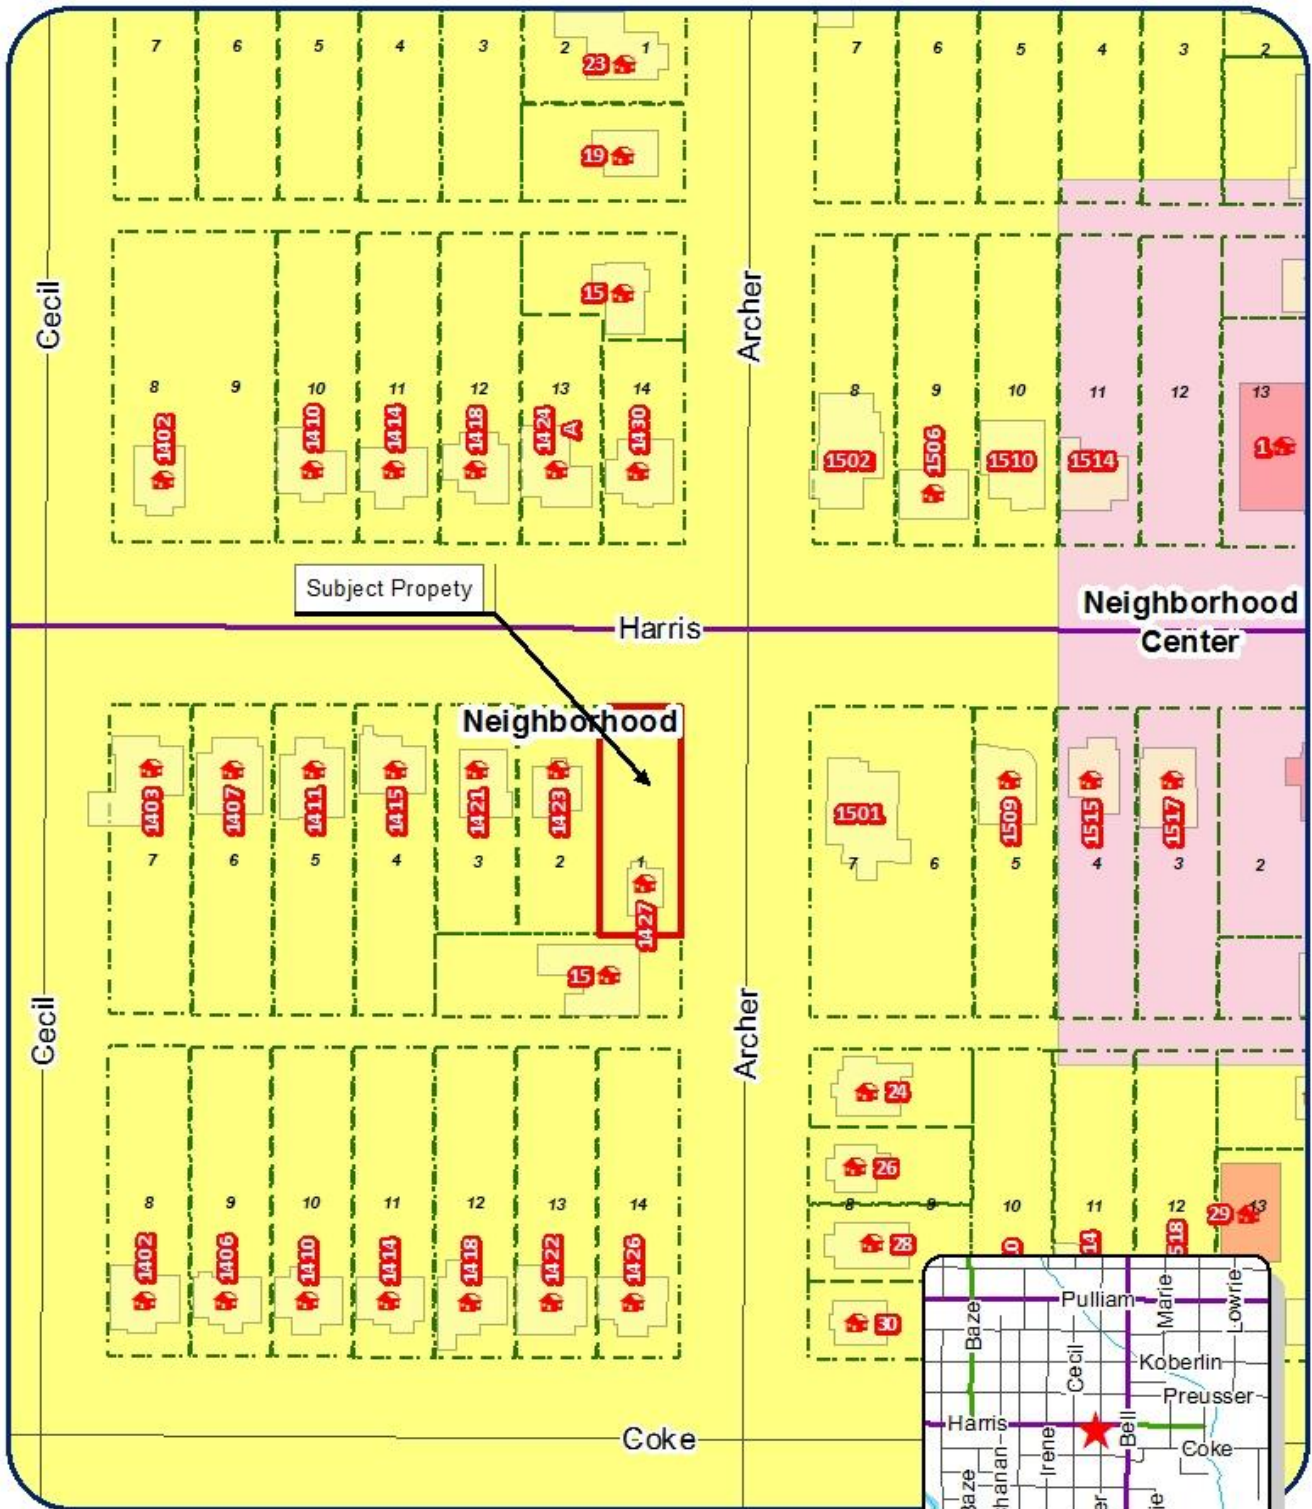 7 6 5 4 3 2 1
7 6 5 4 3 2
23
19
Cecil
Archer
15
8 9 10 11 12 13 14
8 9 10 11 12 13
1402 1410 1414 1418 1424 A 1430
1502 1506 1510 1514 1
Subject Propety
Harris
Neighborhood
Center
Neighborhood
1403 1407 1411 1415 1421 1423
1501 1509 1515 1517
7 6 5 4 3 2 1
7 6 5 4 3 2
1427
15
Cecil
Archer
24
26
8 9 10 11 12 13 14
8 9 10 11 12 13
29
1402 1406 1410 1414 1418 1422 1426
28
30
Coke
Pulliam
Baze
Marie
Lowrie
Cecil
Koberlin
Preusser
Harris
Irene
Bell
Coke